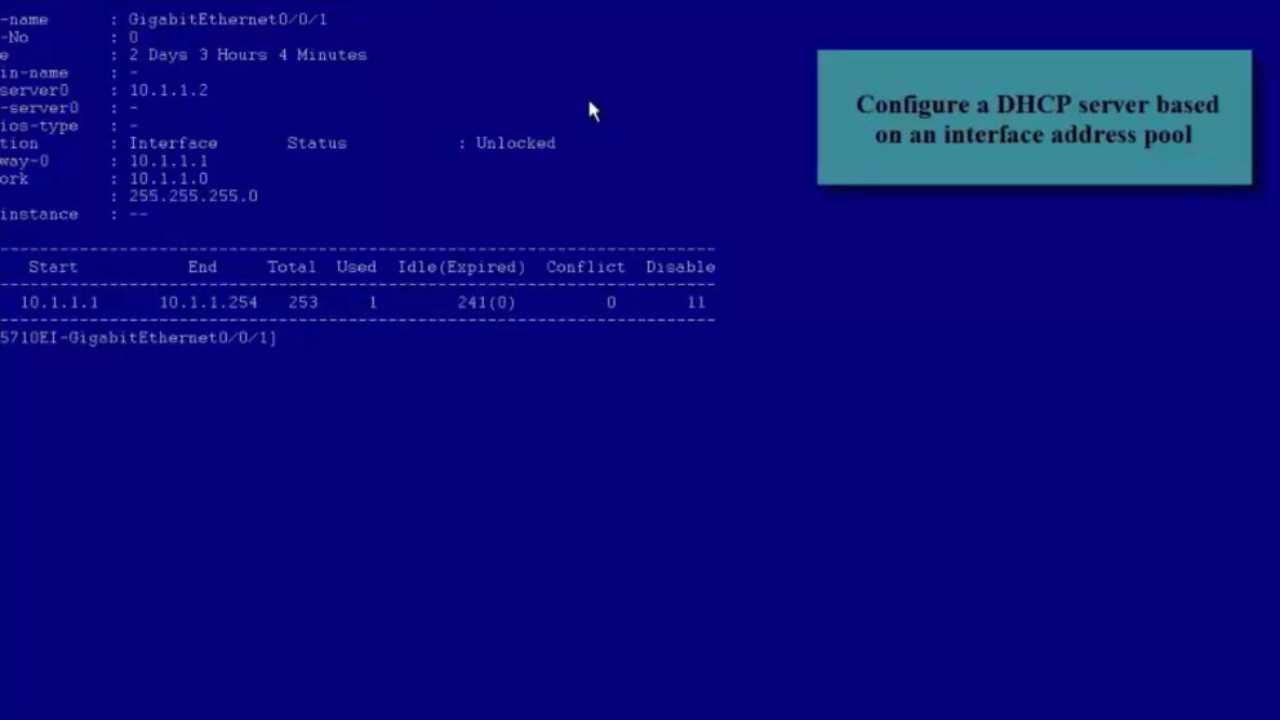 -name : GigabitEthernet0/0/1
-No : 0
e : 2 Days 3 Hours 4 Minutes
in-name : -
server0 : 10.1.1.2
-server0 : -
ios-type : -
tion : Interface Status : Unlocked
way-0 : 10.1.1.1
ork : 10.1.1.0
: 255.255.255.0
instance : --
Start End Total Used Idle(Expired) Conflict Disable
10.1.1.1 10.1.1.254 253 1 241(0) 0 11
5710EI-GigabitEthernet0/0/1]
Configure a DHCP server based
on an interface address pool